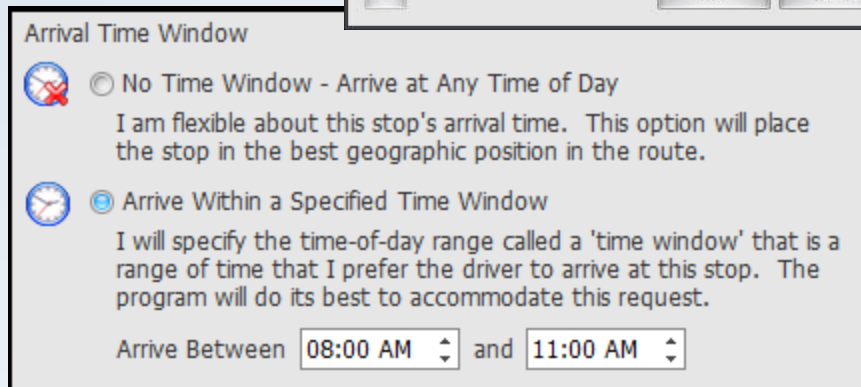 Arrival Time Window
No Time Window - Arrive at Any Time of Day
I am flexible about this stop's arrival time.  This option will place
the stop in the best geographic position in the route.
Arrive Within a Specified Time Window
I will specify the time-of-day range called a 'time window' that is a
range of time that I prefer the driver to arrive at this stop.  The
program will do its best to accommodate this request.
Arrive Between 08:00 AM and 11:00 AM